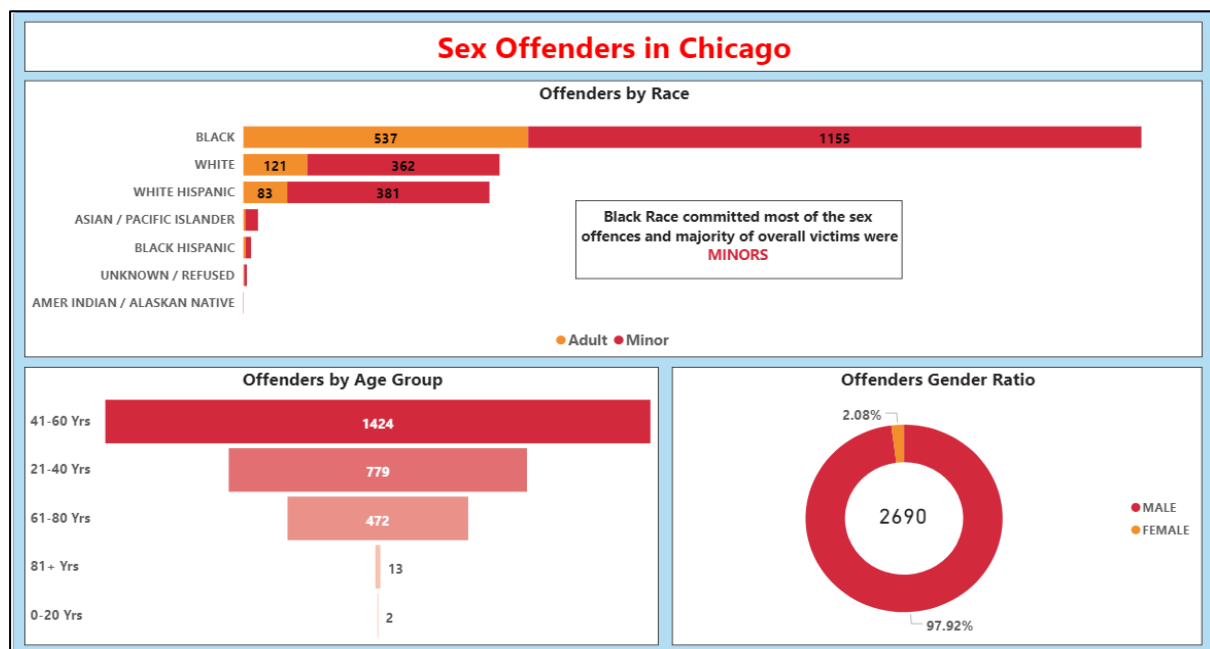 Sex Offenders in Chicago
Offenders by Race
BLACK
537
1155
WHITE
121
362
WHITE HISPANIC
83
381
ASIAN / PACIFIC ISLANDER
BLACK HISPANIC
UNKNOWN / REFUSED
AMER INDIAN / ALASKAN NATIVE
Black Race committed most of the sex
offences and majority of overall victims were
MINORS
Adult
Minor
Offenders by Age Group
41-60 Yrs
1424
21-40 Yrs
779
61-80 Yrs
472
81+ Yrs
13
0-20 Yrs
2
Offenders Gender Ratio
2.08%
2690
MALE
FEMALE
97.92%